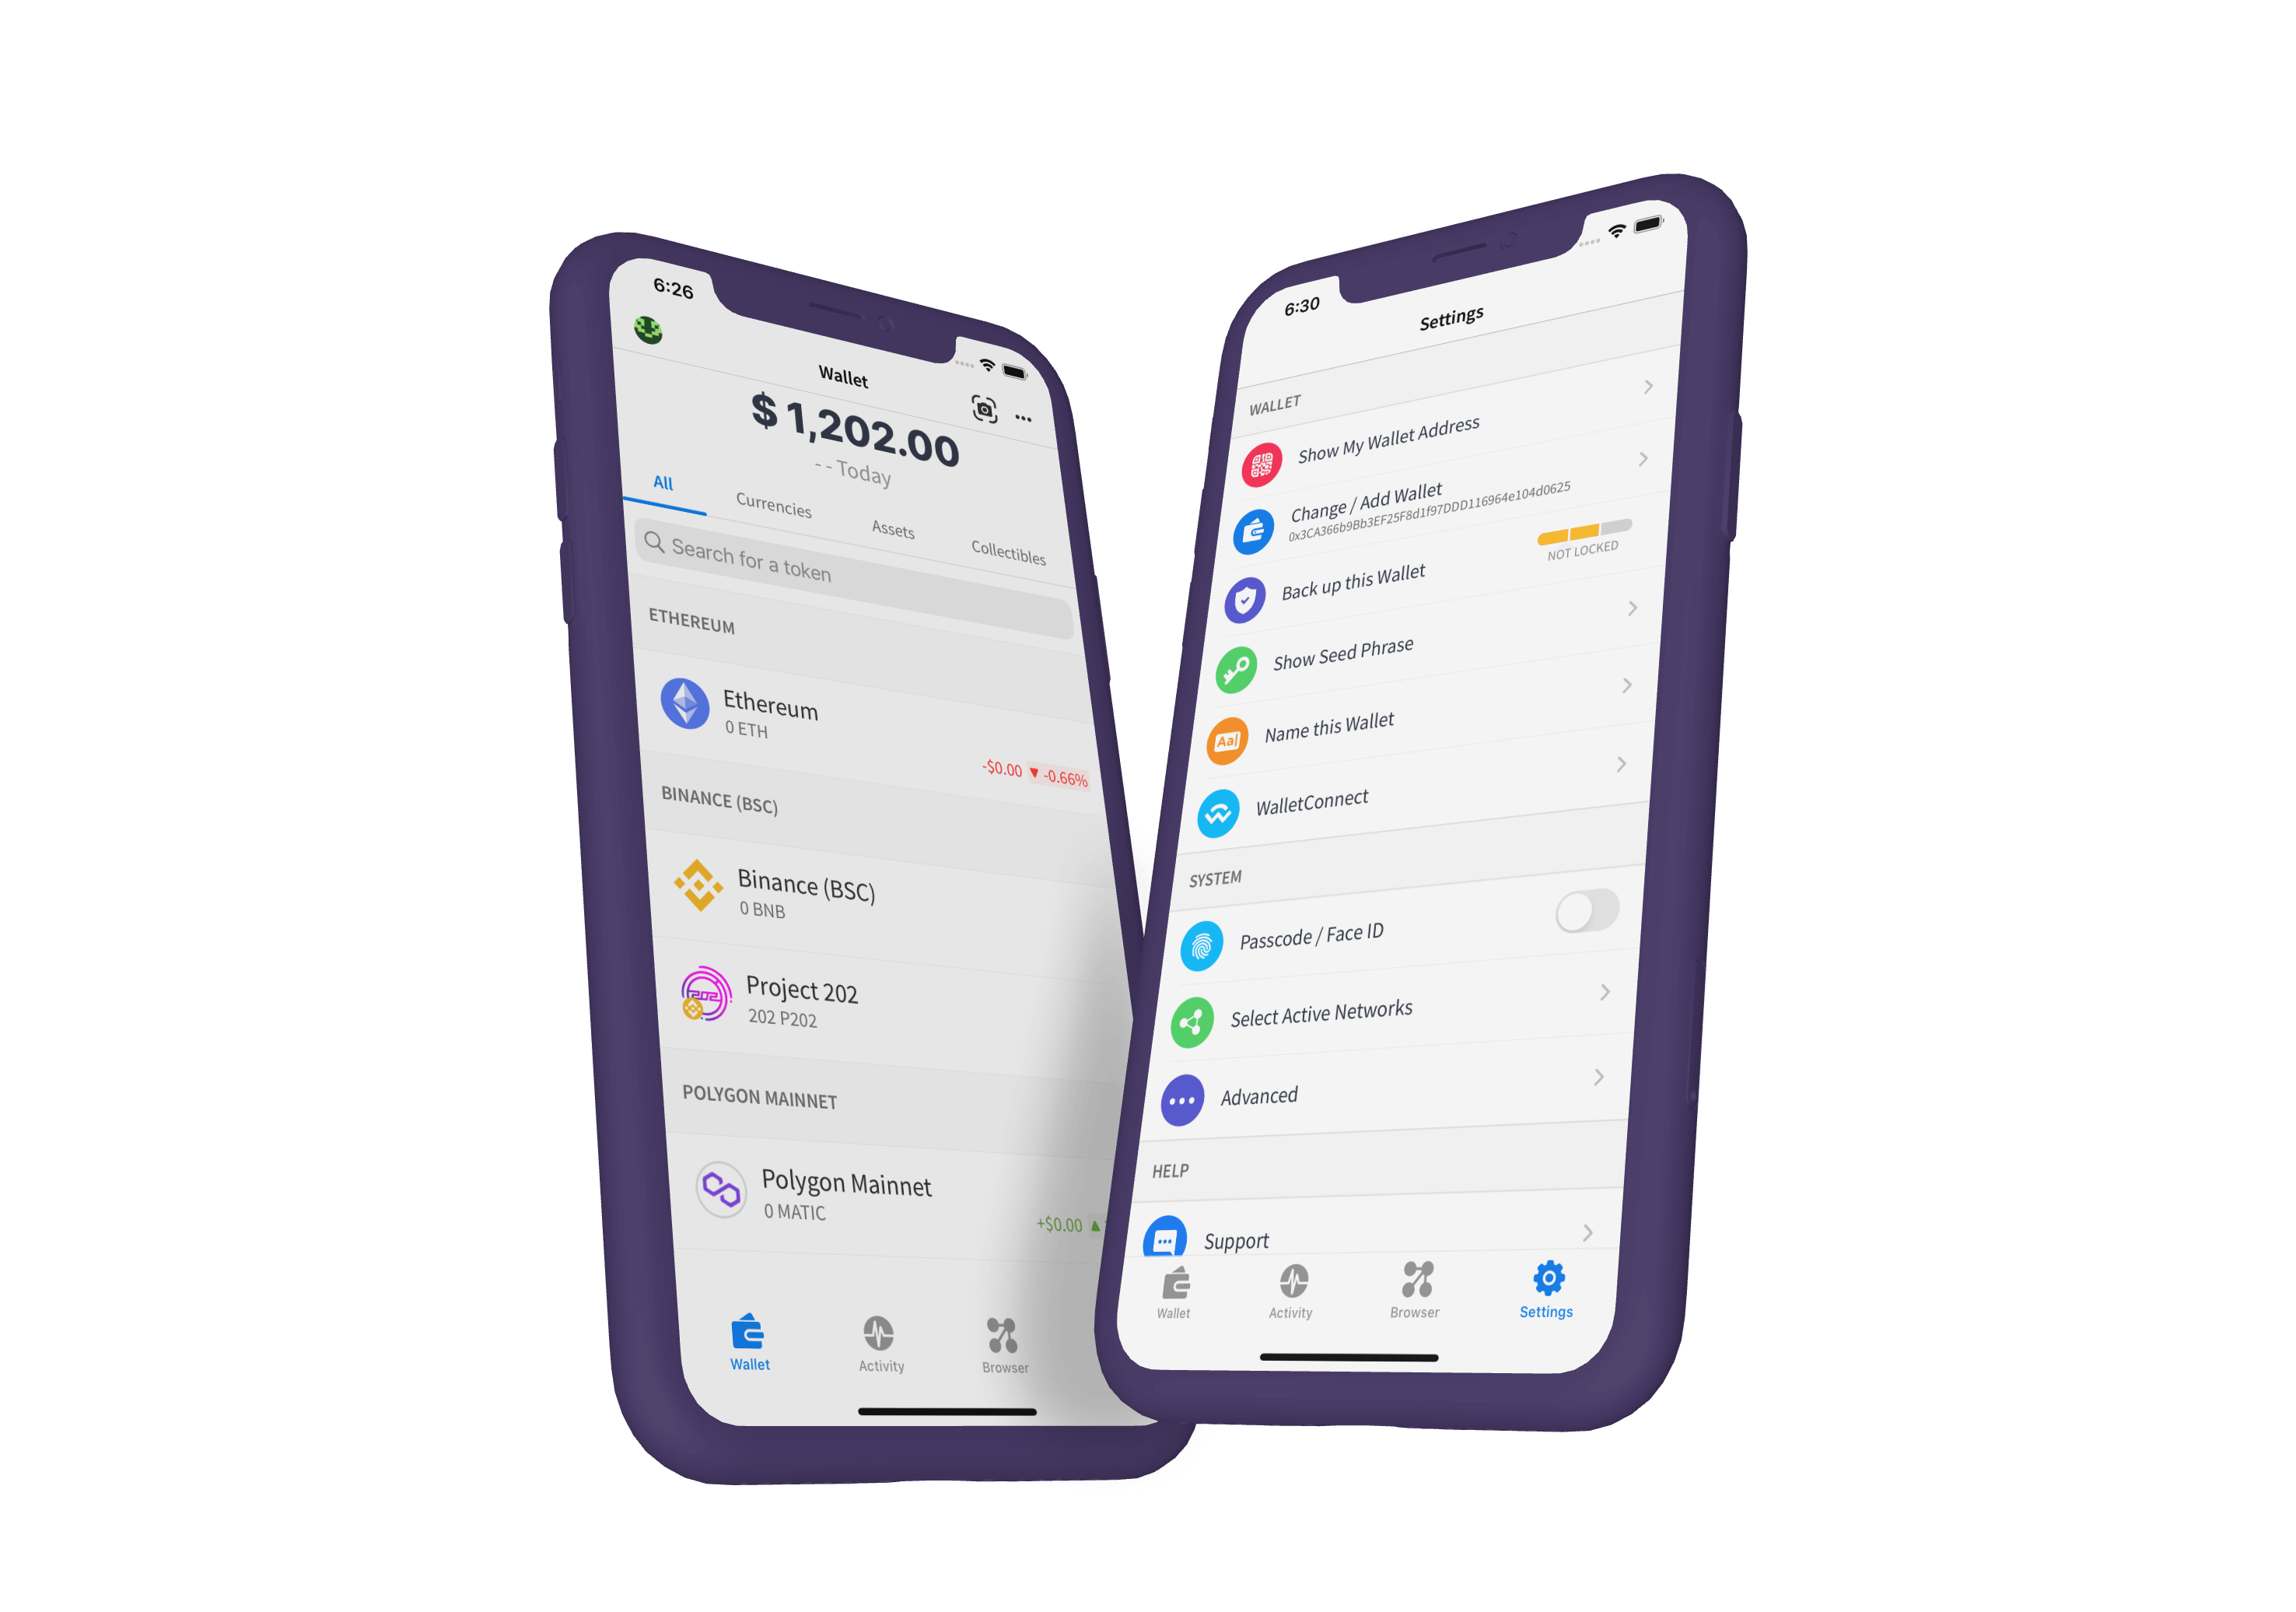 6:26
Wallet
$ 1,202.00
- - Today
All
Currencies
Assets
Collectibles
Search for a token
ETHEREUM
Ethereum
0 ETH
-$0.00 ▼ -0.66%
BINANCE (BSC)
Binance (BSC)
0 BNB
202
Project 202
202 P202
POLYGON MAINNET
Polygon Mainnet
0 MATIC
+$0.00 ▲
Wallet
Activity
Browser
6:30
Settings
WALLET
Show My Wallet Address
Change / Add Wallet
0x3CA366b9Bb3EF25F8d1f97DDD116964e104d0625
Back up this Wallet
NOT LOCKED
Show Seed Phrase
Aa
Name this Wallet
WalletConnect
SYSTEM
Passcode / Face ID
Select Active Networks
Advanced
HELP
Support
Wallet
Activity
Browser
Settings